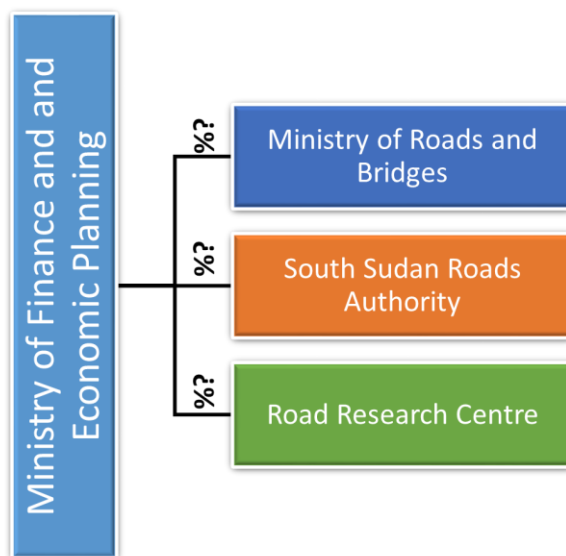 Ministry of Finance and and
Economic Planning
%?
Ministry of Roads and
Bridges
%?
South Sudan Roads
Authority
%?
Road Research Centre